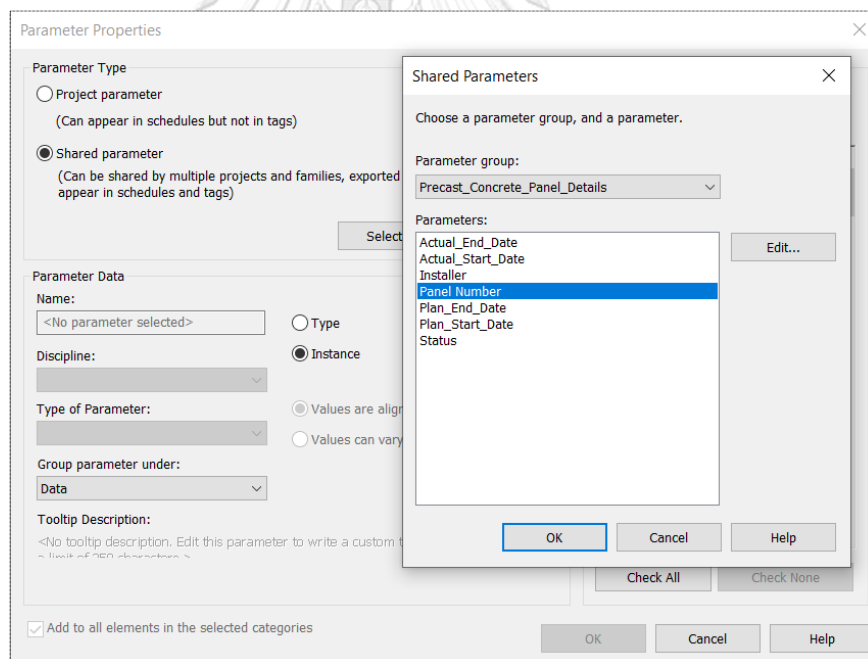 Parameter Properties
Parameter Type
Project parameter
(Can appear in schedules but not in tags)
Shared parameter
(Can be shared by multiple projects and families, exported
appear in schedules and tags)
Select
Parameter Data
Name:
<No parameter selected>
Type
Discipline:
Instance
Type of Parameter:
Values are align
Values can vary
Group parameter under:
Data
Tooltip Description:
<No tooltip description. Edit this parameter to write a custom t
a limit of 250 characters.>
Add to all elements in the selected categories
Shared Parameters
Choose a parameter group, and a parameter.
Parameter group:
Precast_Concrete_Panel_Details
Parameters:
Actual_End_Date
Actual_Start_Date
Installer
Panel Number
Plan_End_Date
Plan_Start_Date
Status
Edit...
OK Cancel Help
Check All Check None
OK Cancel Help